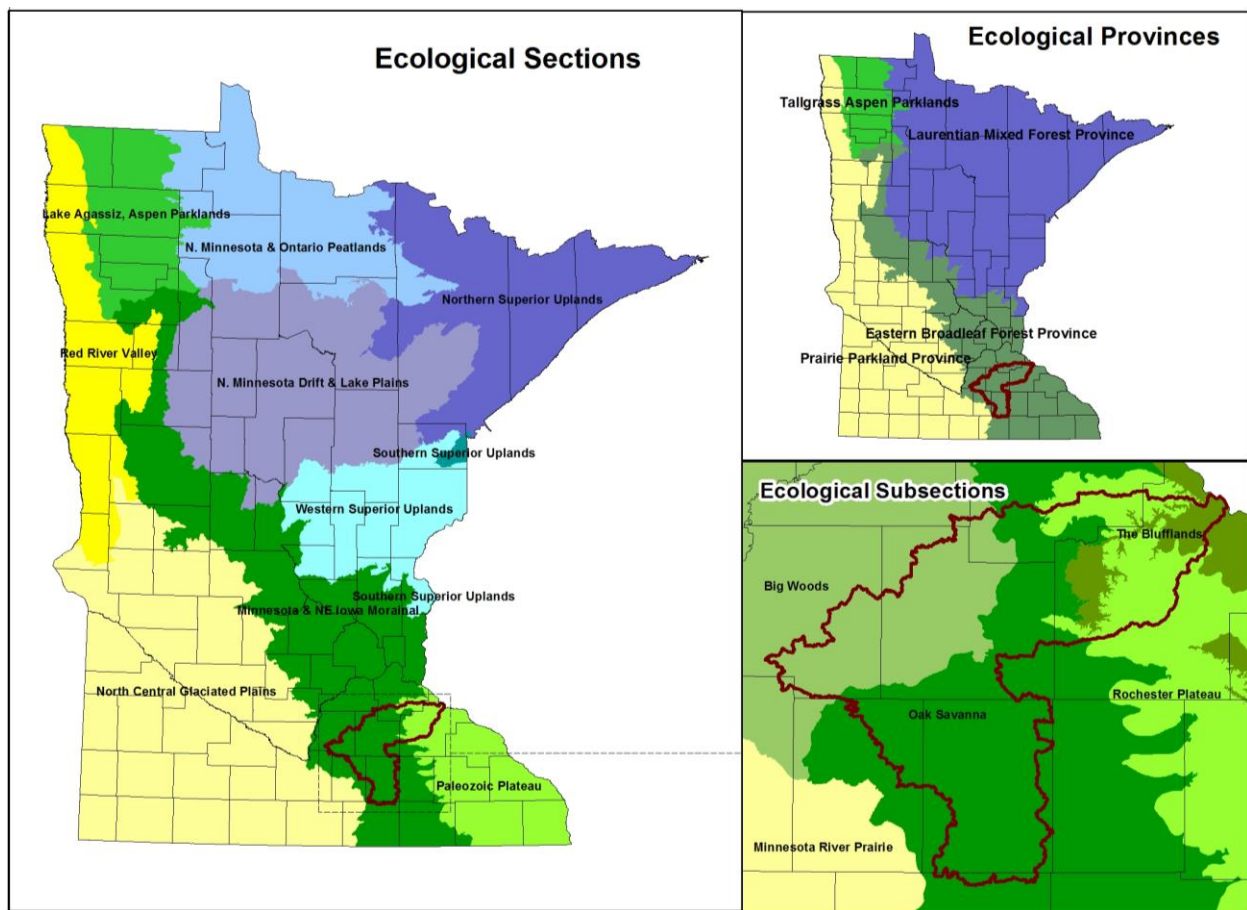 Ecological Sections
Lake Agassiz, Aspen Parklands
N. Minnesota & Ontario Peatlands
Northern Superior Uplands
Red River Valley
N. Minnesota Drift & Lake Plains
Southern Superior Uplands
Western Superior Uplands
Southern Superior Uplands
Minnesota & NE Iowa Morainal
North Central Glaciated Plains
Paleozoic Plateau
Ecological Provinces
Tallgrass Aspen Parklands
Laurentian Mixed Forest Province
Eastern Broadleaf Forest Province
Prairie Parkland Province
Ecological Subsections
The Blufflands
Big Woods
Rochester Plateau
Oak Savanna
Minnesota River Prairie